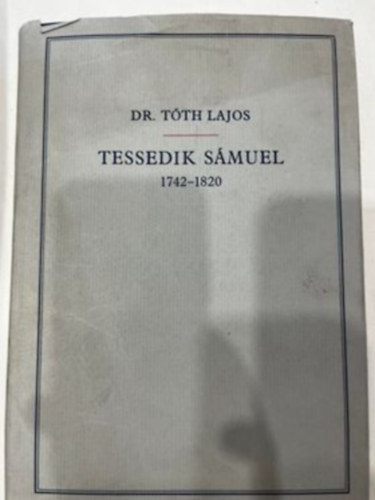 DR. TÓTH LAJOS
TESSEDIK SÁMUEL
1742–1820